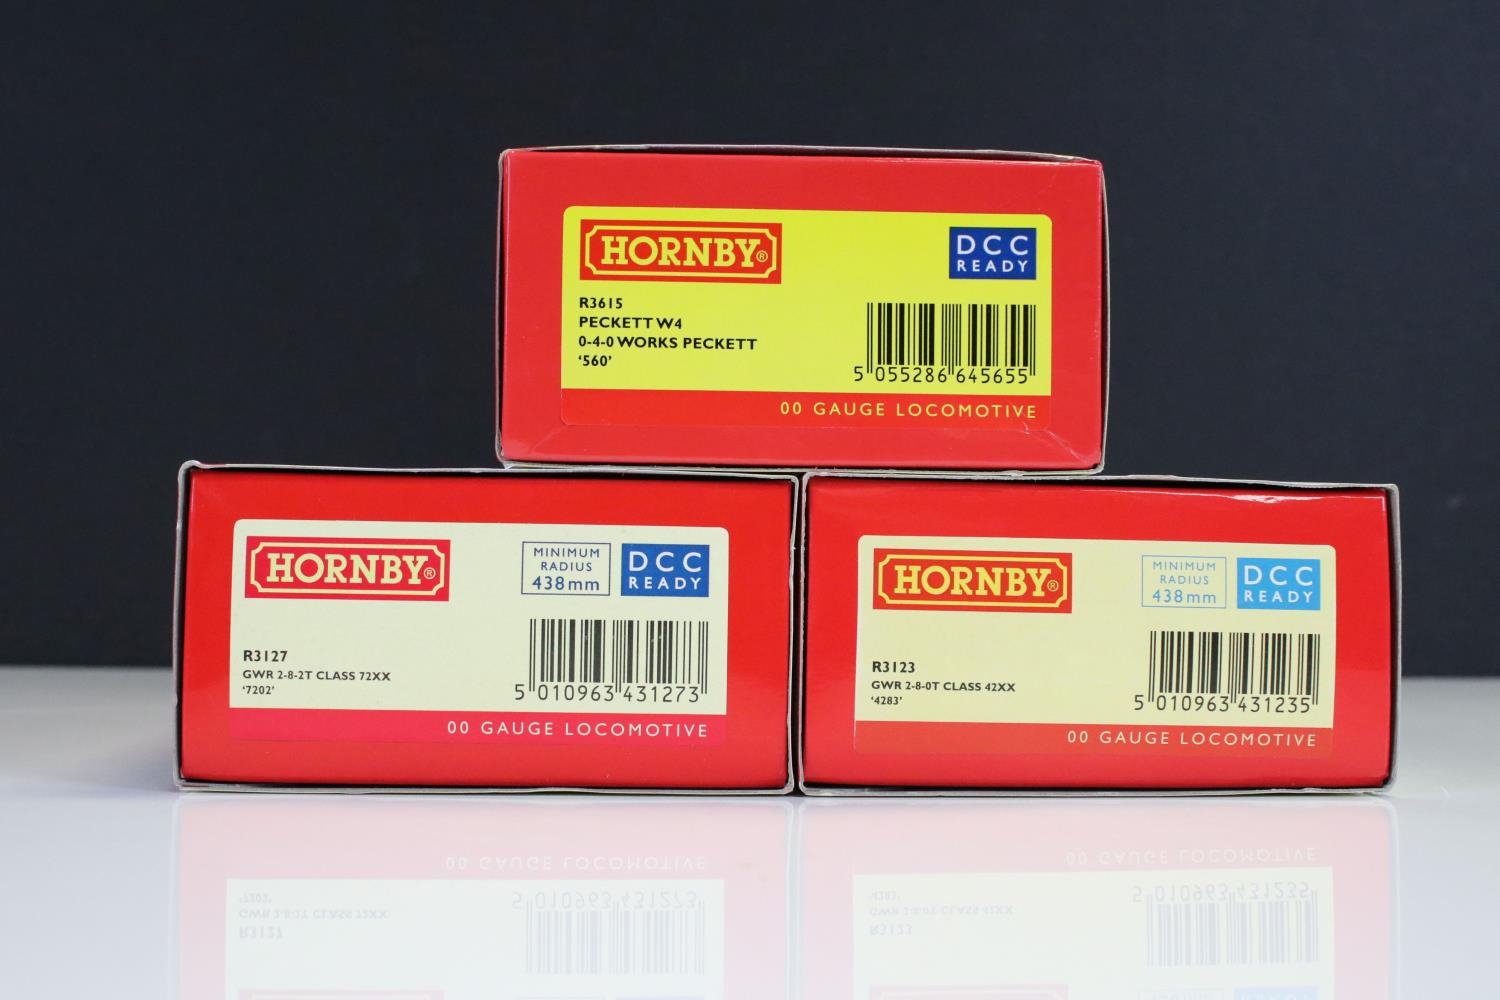 HORNBY®
DCC
READY
R3615
PECKETT W4
0-4-0 WORKS PECKETT
'560'
5 055286 645655
00 GAUGE LOCOMOTIVE
HORNBY®
MINIMUM
RADIUS
438mm
DCC
READY
R3127
GWR 2-8-2T CLASS 72XX
'7202'
5 010963 431273
00 GAUGE LOCOMOTIVE
HORNBY®
MINIMUM
RADIUS
438mm
DCC
READY
R3123
GWR 2-8-0T CLASS 42XX
'4283'
5 010963 431235
00 GAUGE LOCOMOTIVE